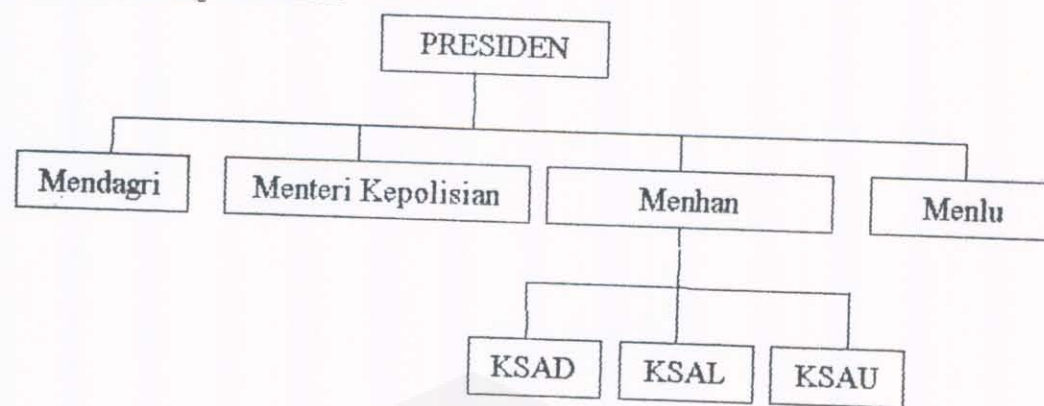 PRESIDEN
Mendagri
Menteri Kepolisian
Menhan
Menlu
KSAD
KSAL
KSAU